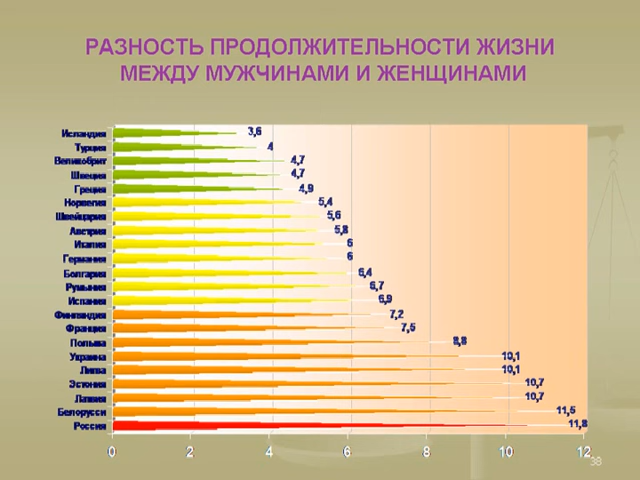 РАЗНОСТЬ ПРОДОЛЖИТЕЛЬНОСТИ ЖИЗНИ
МЕЖДУ МУЖЧИНАМИ И ЖЕНЩИНАМИ
Исландия 3,6
Турция 4
Великобрит 4,7
Швеция 4,7
Греция 4,9
Норвегия 5,4
Швейцария 5,6
Австрия 5,8
Италия 6
Германия 6
Болгария 6,4
Румыния 6,7
Испания 6,9
Финляндия 7,2
Франция 7,5
Польша 8,8
Украина 10,1
Литва 10,1
Эстония 10,7
Латвия 10,7
Белорусси 11,5
Россия 11,8
0 2 4 6 8 10 12
38